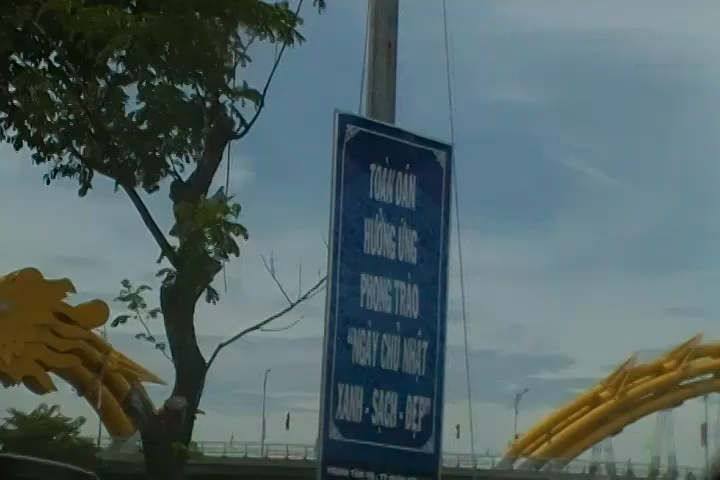 TOÀN DÂN
HƯỞNG ỨNG
PHONG TRÀO
"NGÀY CHỦ NHẬT
XANH - SẠCH - ĐẸP"